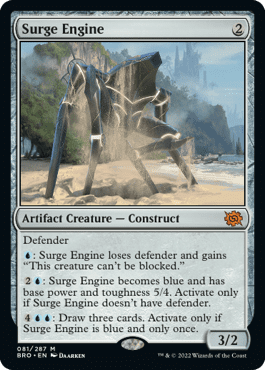 Surge Engine 2
Artifact Creature — Construct
Defender
: Surge Engine loses defender and gains
"This creature can't be blocked."
2 : Surge Engine becomes blue and has
base power and toughness 5/4. Activate only
if Surge Engine doesn't have defender.
4 : Draw three cards. Activate only if
Surge Engine is blue and only once.
3/2
081/287 M
BRO • EN DAARKEN
™ & © 2022 Wizards of the Coast